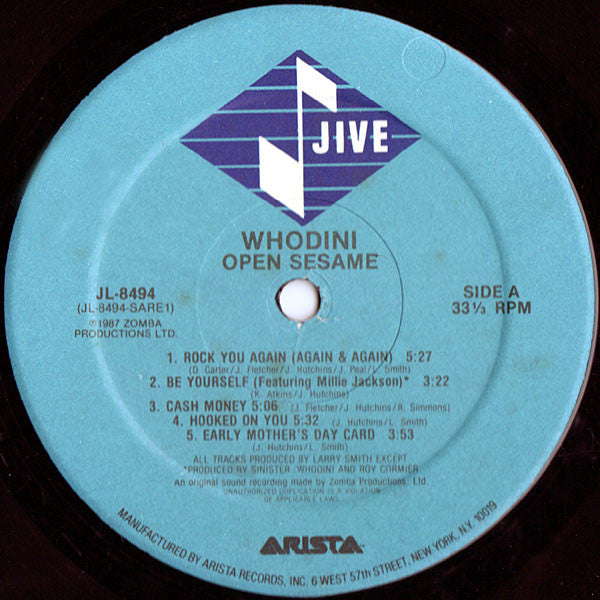 JIVE
WHODINI
OPEN SESAME
JL-8494
(JL-8494-SARE1)
℗1987 ZOMBA
PRODUCTIONS LTD.
SIDE A
33⅓ RPM
1. ROCK YOU AGAIN (AGAIN & AGAIN) 5:27
(D. Carter/J. Fletcher/J. Hutchins/J. Peal/L. Smith)
2. BE YOURSELF (Featuring Millie Jackson)* 3:22
(K. Atkins/J. Hutchine)
3. CASH MONEY 5:06 (J. Fletcher/J. Hutchins/R. Simmons)
4. HOOKED ON YOU 5:32 (J. Hutchins/L. Smith)
5. EARLY MOTHER'S DAY CARD 3:53
(J. Hutchins/L. Smith)
ALL TRACKS PRODUCED BY LARRY SMITH EXCEPT
*PRODUCED BY SINISTER, WHODINI AND ROY CORMIER
An original sound recording made by Zomba Productions, Ltd.
UNAUTHORIZED DUPLICATION IS A VIOLATION
OF APPLICABLE LAWS.
ARISTA
MANUFACTURED BY ARISTA RECORDS, INC. 6 WEST 57th STREET, NEW YORK, N.Y. 10019